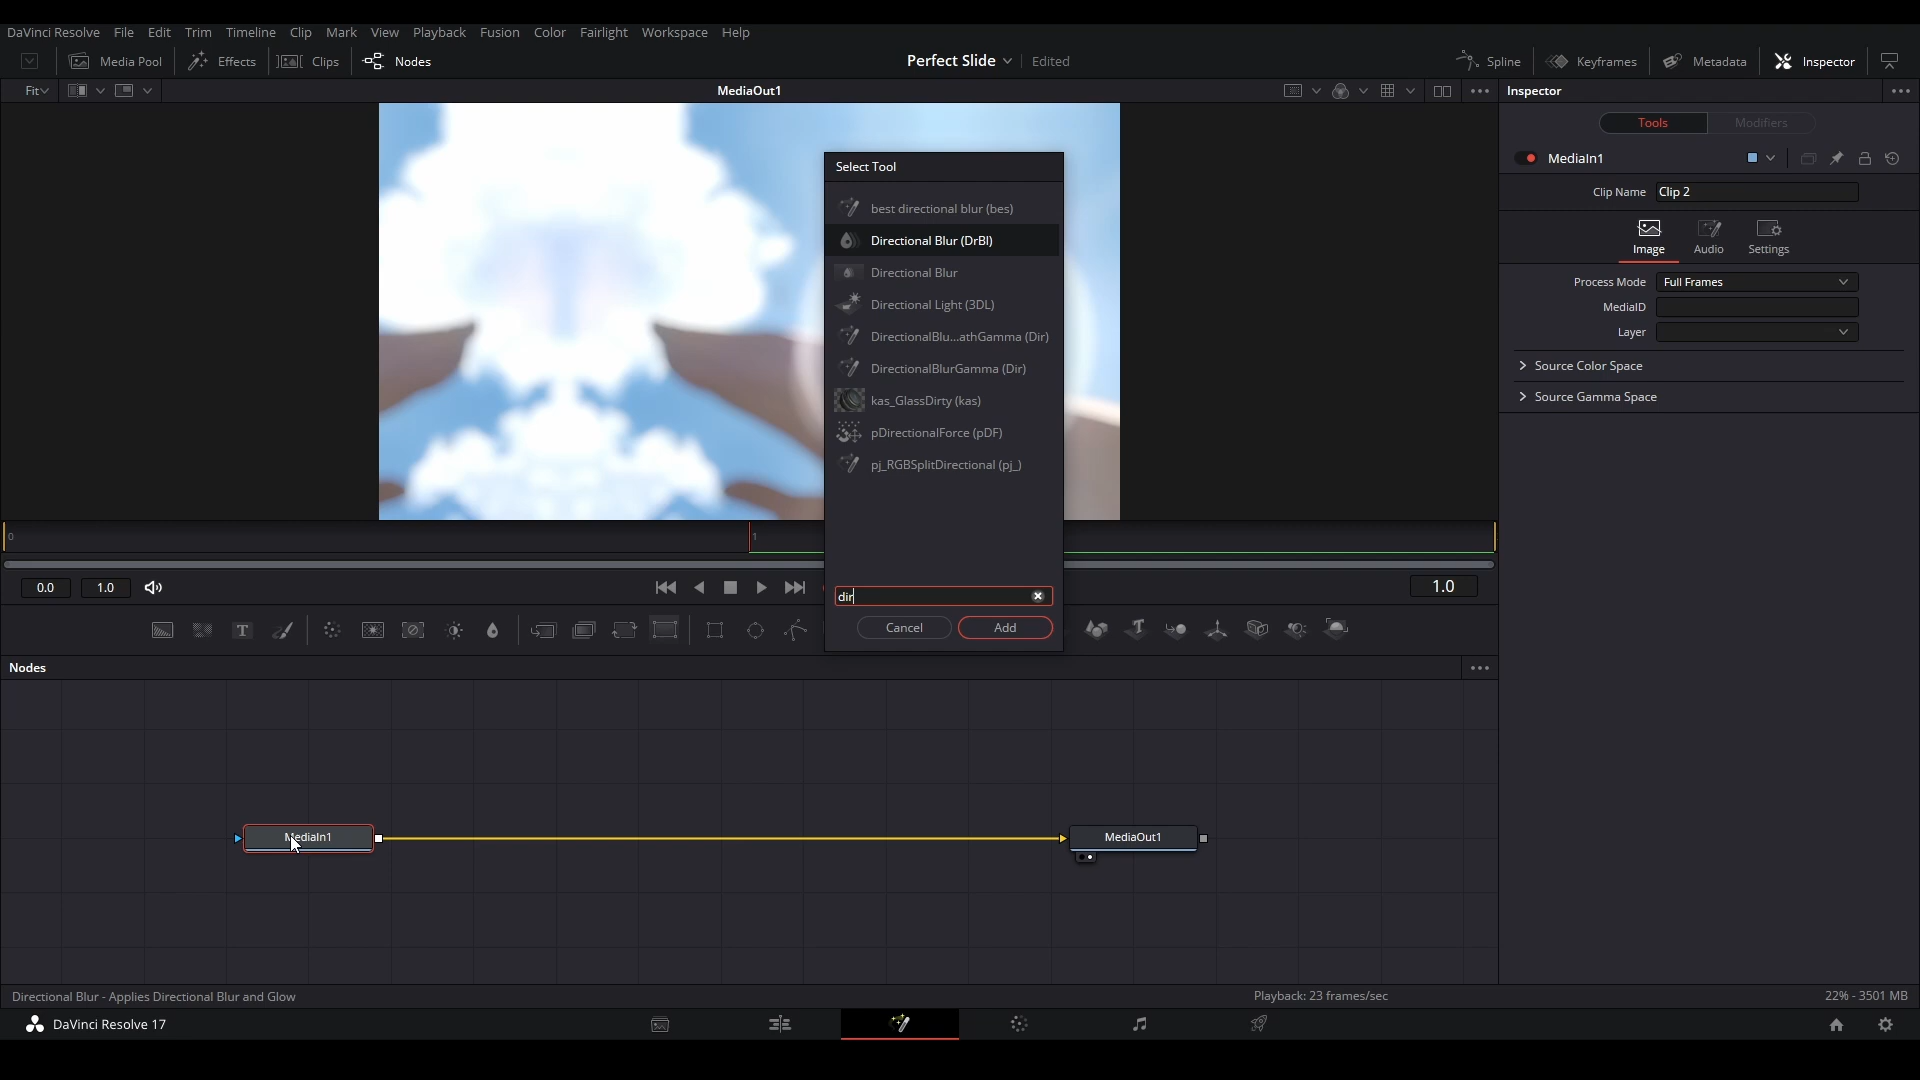 DaVinci Resolve File Edit Trim Timeline Clip Mark View Playback Fusion Color Fairlight Workspace Help
Media Pool Effects Clips Nodes Perfect Slide Edited Spline Keyframes Metadata Inspector
Fit MediaOut1 Inspector
Tools Modifiers
MediaIn1
Clip Name Clip 2
Image Audio Settings
Process Mode Full Frames
MediaID
Layer
Source Color Space
Source Gamma Space
Select Tool
best directional blur (bes)
Directional Blur (DrBl)
Directional Blur
Directional Light (3DL)
DirectionalBlu...athGamma (Dir)
DirectionalBlurGamma (Dir)
kas_GlassDirty (kas)
pDirectionalForce (pDF)
pj_RGBSplitDirectional (pj_)
dir
Cancel Add
0 1
0.0 1.0 1.0
T T
Nodes
MediaIn1 MediaOut1
Directional Blur - Applies Directional Blur and Glow Playback: 23 frames/sec 22% - 3501 MB
DaVinci Resolve 17